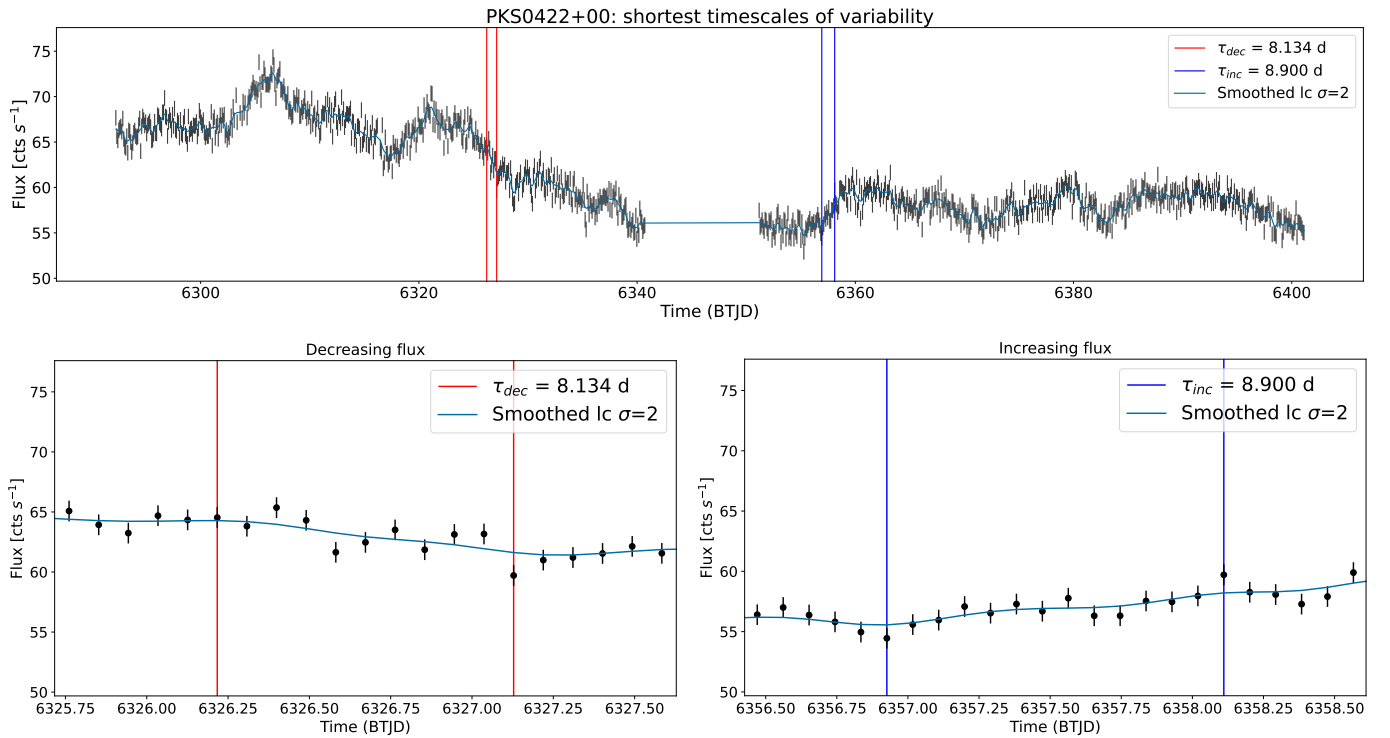 PKS0422+00: shortest timescales of variability
τ_dec = 8.134 d
τ_inc = 8.900 d
Smoothed lc σ=2
Flux [cts s⁻¹]
75
70
65
60
55
50
6300 6320 6340 6360 6380 6400
Time (BTJD)
Decreasing flux
τ_dec = 8.134 d
Smoothed lc σ=2
Flux [cts s⁻¹]
75
70
65
60
55
50
6325.75 6326.00 6326.25 6326.50 6326.75 6327.00 6327.25 6327.50
Time (BTJD)
Increasing flux
τ_inc = 8.900 d
Smoothed lc σ=2
Flux [cts s⁻¹]
75
70
65
60
55
50
6356.50 6356.75 6357.00 6357.25 6357.50 6357.75 6358.00 6358.25 6358.50
Time (BTJD)